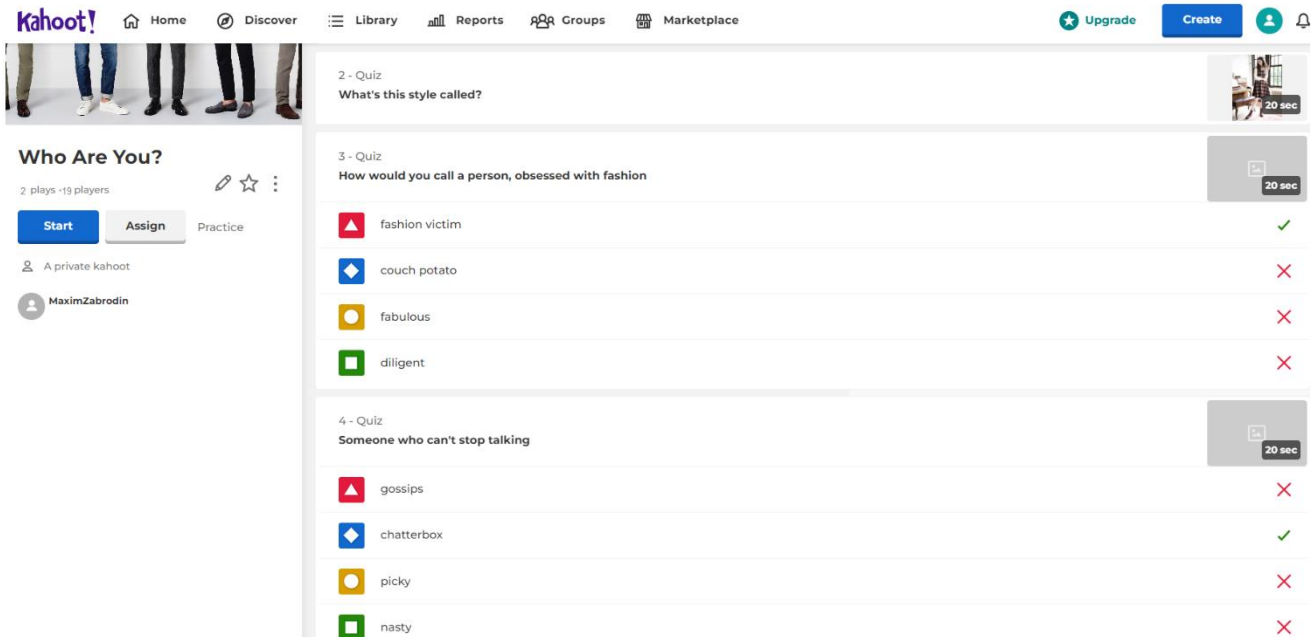 Kahoot! Home Discover Library Reports Groups Marketplace Upgrade Create
Who Are You?
2 plays ·19 players
Start Assign Practice
A private kahoot
MaximZabrodin
2 - Quiz
What's this style called?
20 sec
3 - Quiz
How would you call a person, obsessed with fashion
20 sec
fashion victim
couch potato
fabulous
diligent
4 - Quiz
Someone who can't stop talking
20 sec
gossips
chatterbox
picky
nasty